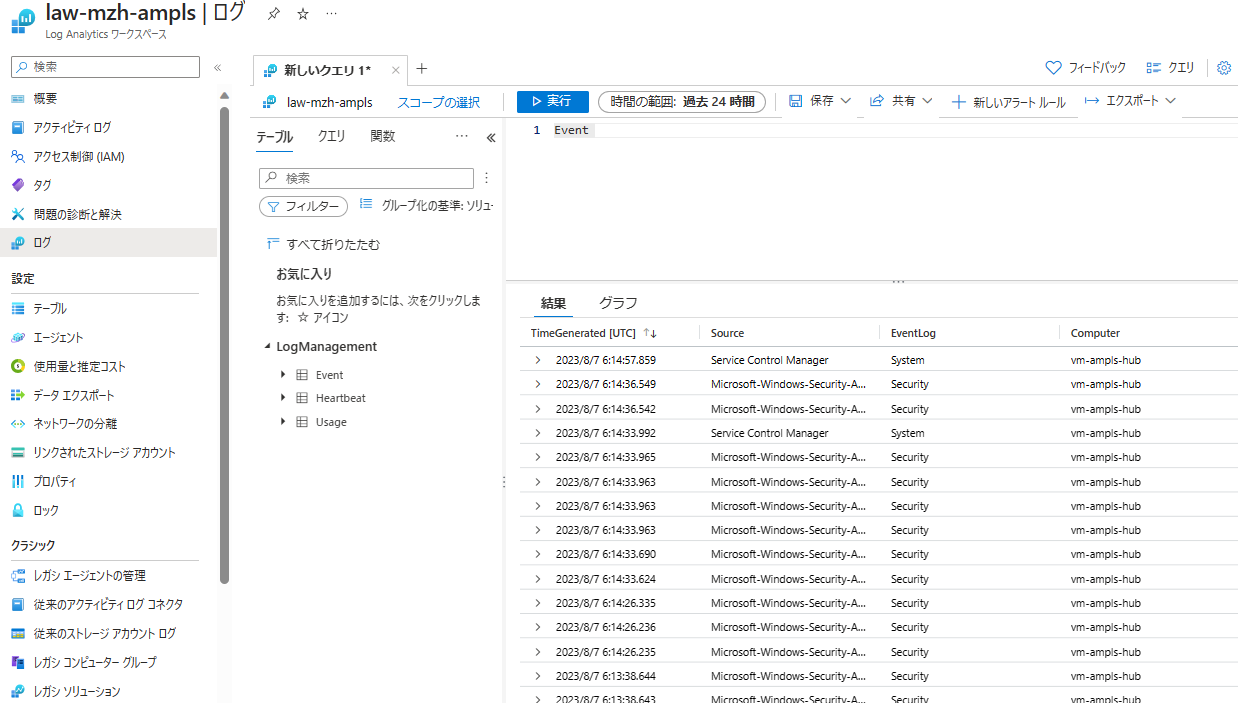 law-mzh-ampls | ログ
Log Analytics ワークスペース
検索
概要
アクティビティ ログ
アクセス制御 (IAM)
タグ
問題の診断と解決
ログ
設定
テーブル
エージェント
使用量と推定コスト
データ エクスポート
ネットワークの分離
リンクされたストレージ アカウント
プロパティ
ロック
クラシック
レガシ エージェントの管理
従来のアクティビティ ログ コネクタ
従来のストレージ アカウント ログ
レガシ コンピューター グループ
レガシ ソリューション
新しいクエリ 1*
フィードバック クエリ
law-mzh-ampls スコープの選択 実行 時間の範囲: 過去 24 時間 保存 共有 新しいアラート ルール エクスポート
テーブル クエリ 関数
検索
フィルター グループ化の基準: ソリュ-
すべて折りたたむ
お気に入り
お気に入りを追加するには、次をクリックしま
す: ☆ アイコン
LogManagement
Event
Heartbeat
Usage
1 Event
結果 グラフ
TimeGenerated [UTC] ↑↓ Source EventLog Computer
2023/8/7 6:14:57.859 Service Control Manager System vm-ampls-hub
2023/8/7 6:14:36.549 Microsoft-Windows-Security-A... Security vm-ampls-hub
2023/8/7 6:14:36.542 Microsoft-Windows-Security-A... Security vm-ampls-hub
2023/8/7 6:14:33.992 Service Control Manager System vm-ampls-hub
2023/8/7 6:14:33.965 Microsoft-Windows-Security-A... Security vm-ampls-hub
2023/8/7 6:14:33.963 Microsoft-Windows-Security-A... Security vm-ampls-hub
2023/8/7 6:14:33.963 Microsoft-Windows-Security-A... Security vm-ampls-hub
2023/8/7 6:14:33.963 Microsoft-Windows-Security-A... Security vm-ampls-hub
2023/8/7 6:14:33.690 Microsoft-Windows-Security-A... Security vm-ampls-hub
2023/8/7 6:14:33.624 Microsoft-Windows-Security-A... Security vm-ampls-hub
2023/8/7 6:14:26.335 Microsoft-Windows-Security-A... Security vm-ampls-hub
2023/8/7 6:14:26.236 Microsoft-Windows-Security-A... Security vm-ampls-hub
2023/8/7 6:14:26.235 Microsoft-Windows-Security-A... Security vm-ampls-hub
2023/8/7 6:13:38.644 Microsoft-Windows-Security-A... Security vm-ampls-hub
2023/8/7 6:13:38.643 Microsoft-Windows-Security-A... Security vm-ampls-hub